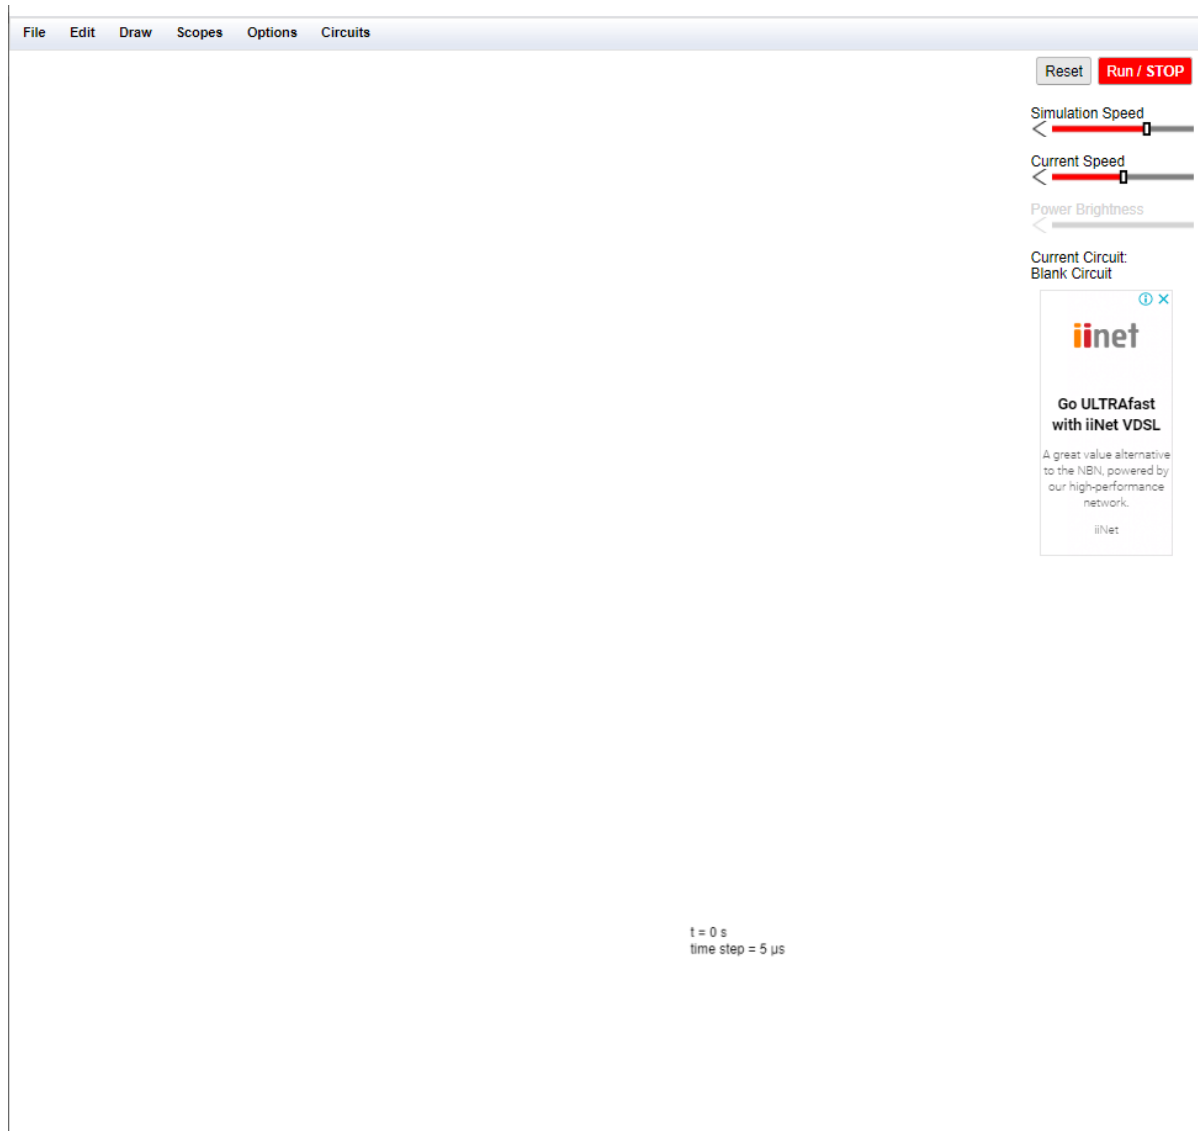 File Edit Draw Scopes Options Circuits
Reset Run / STOP
Simulation Speed
Current Speed
Power Brightness
Current Circuit:
Blank Circuit
iinet
Go ULTRAfast
with iiNet VDSL
A great value alternative
to the NBN, powered by
our high-performance
network.
iiNet
t = 0 s
time step = 5 µs